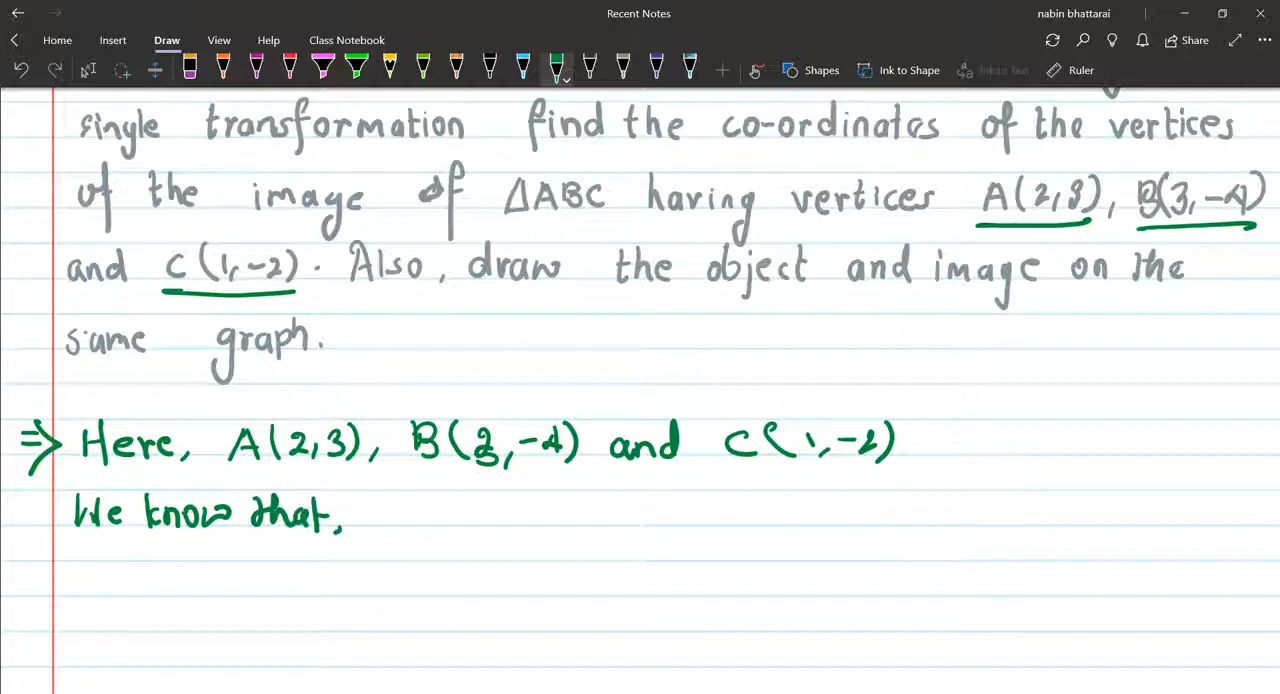 Recent Notes
nabin bhattarai
Home Insert Draw View Help Class Notebook
Share
Shapes Ink to Shape Ink to Text Ruler
single transformation find the co-ordinates of the vertices
of the image of ΔABC having vertices A(2,3), B(3,-4)
and C(1,-2). Also, draw the object and image on the
same graph.
⇒ Here, A(2,3), B(3,-4) and C(1,-2)
We know that,